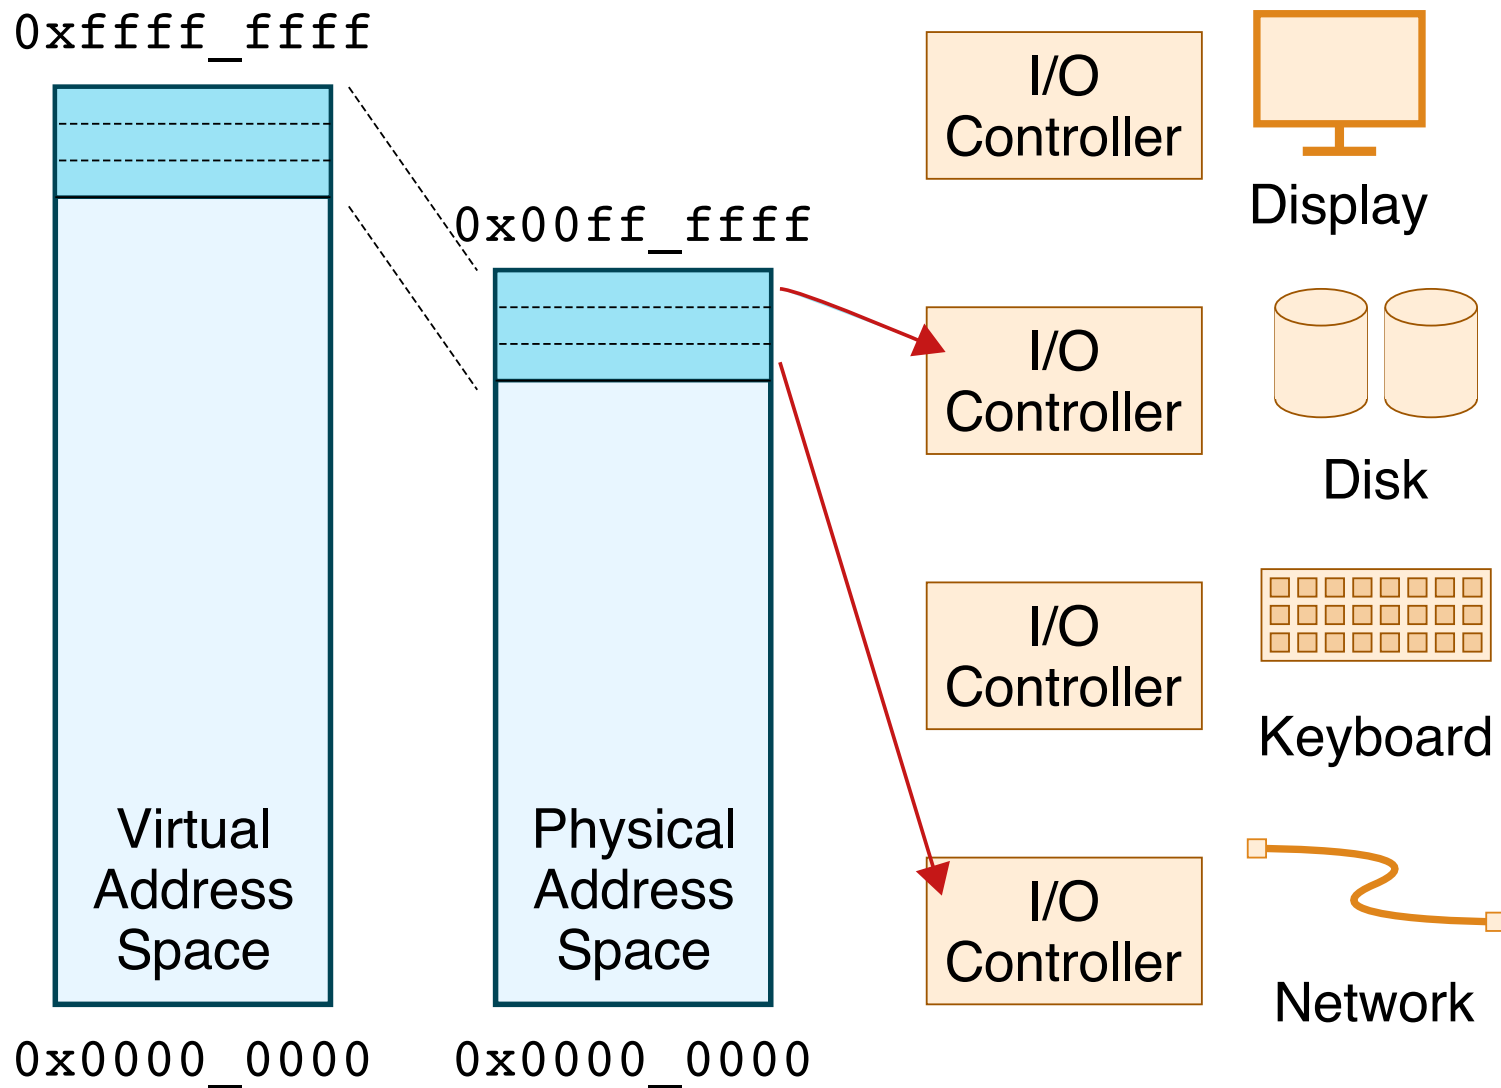 0xffff_ffff
0x00ff_ffff
Virtual
Address
Space
Physical
Address
Space
0x0000_0000
0x0000_0000
I/O
Controller
Display
I/O
Controller
Disk
I/O
Controller
Keyboard
I/O
Controller
Network